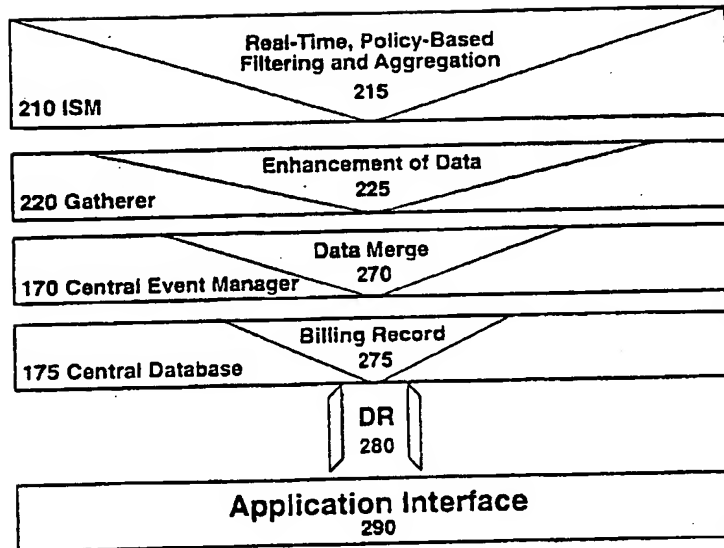 Real-Time, Policy-Based
Filtering and Aggregation
215
210 ISM
Enhancement of Data
225
220 Gatherer
Data Merge
270
170 Central Event Manager
Billing Record
275
175 Central Database
DR
280
Application Interface
290